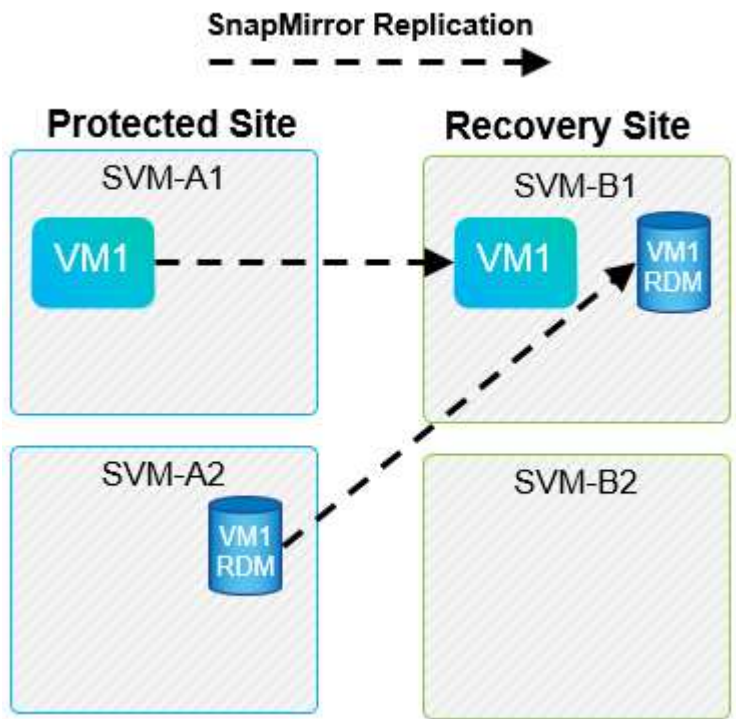 SnapMirror Replication
Protected Site
Recovery Site
SVM-A1
VM1
SVM-B1
VM1
VM1
RDM
SVM-A2
VM1
RDM
SVM-B2